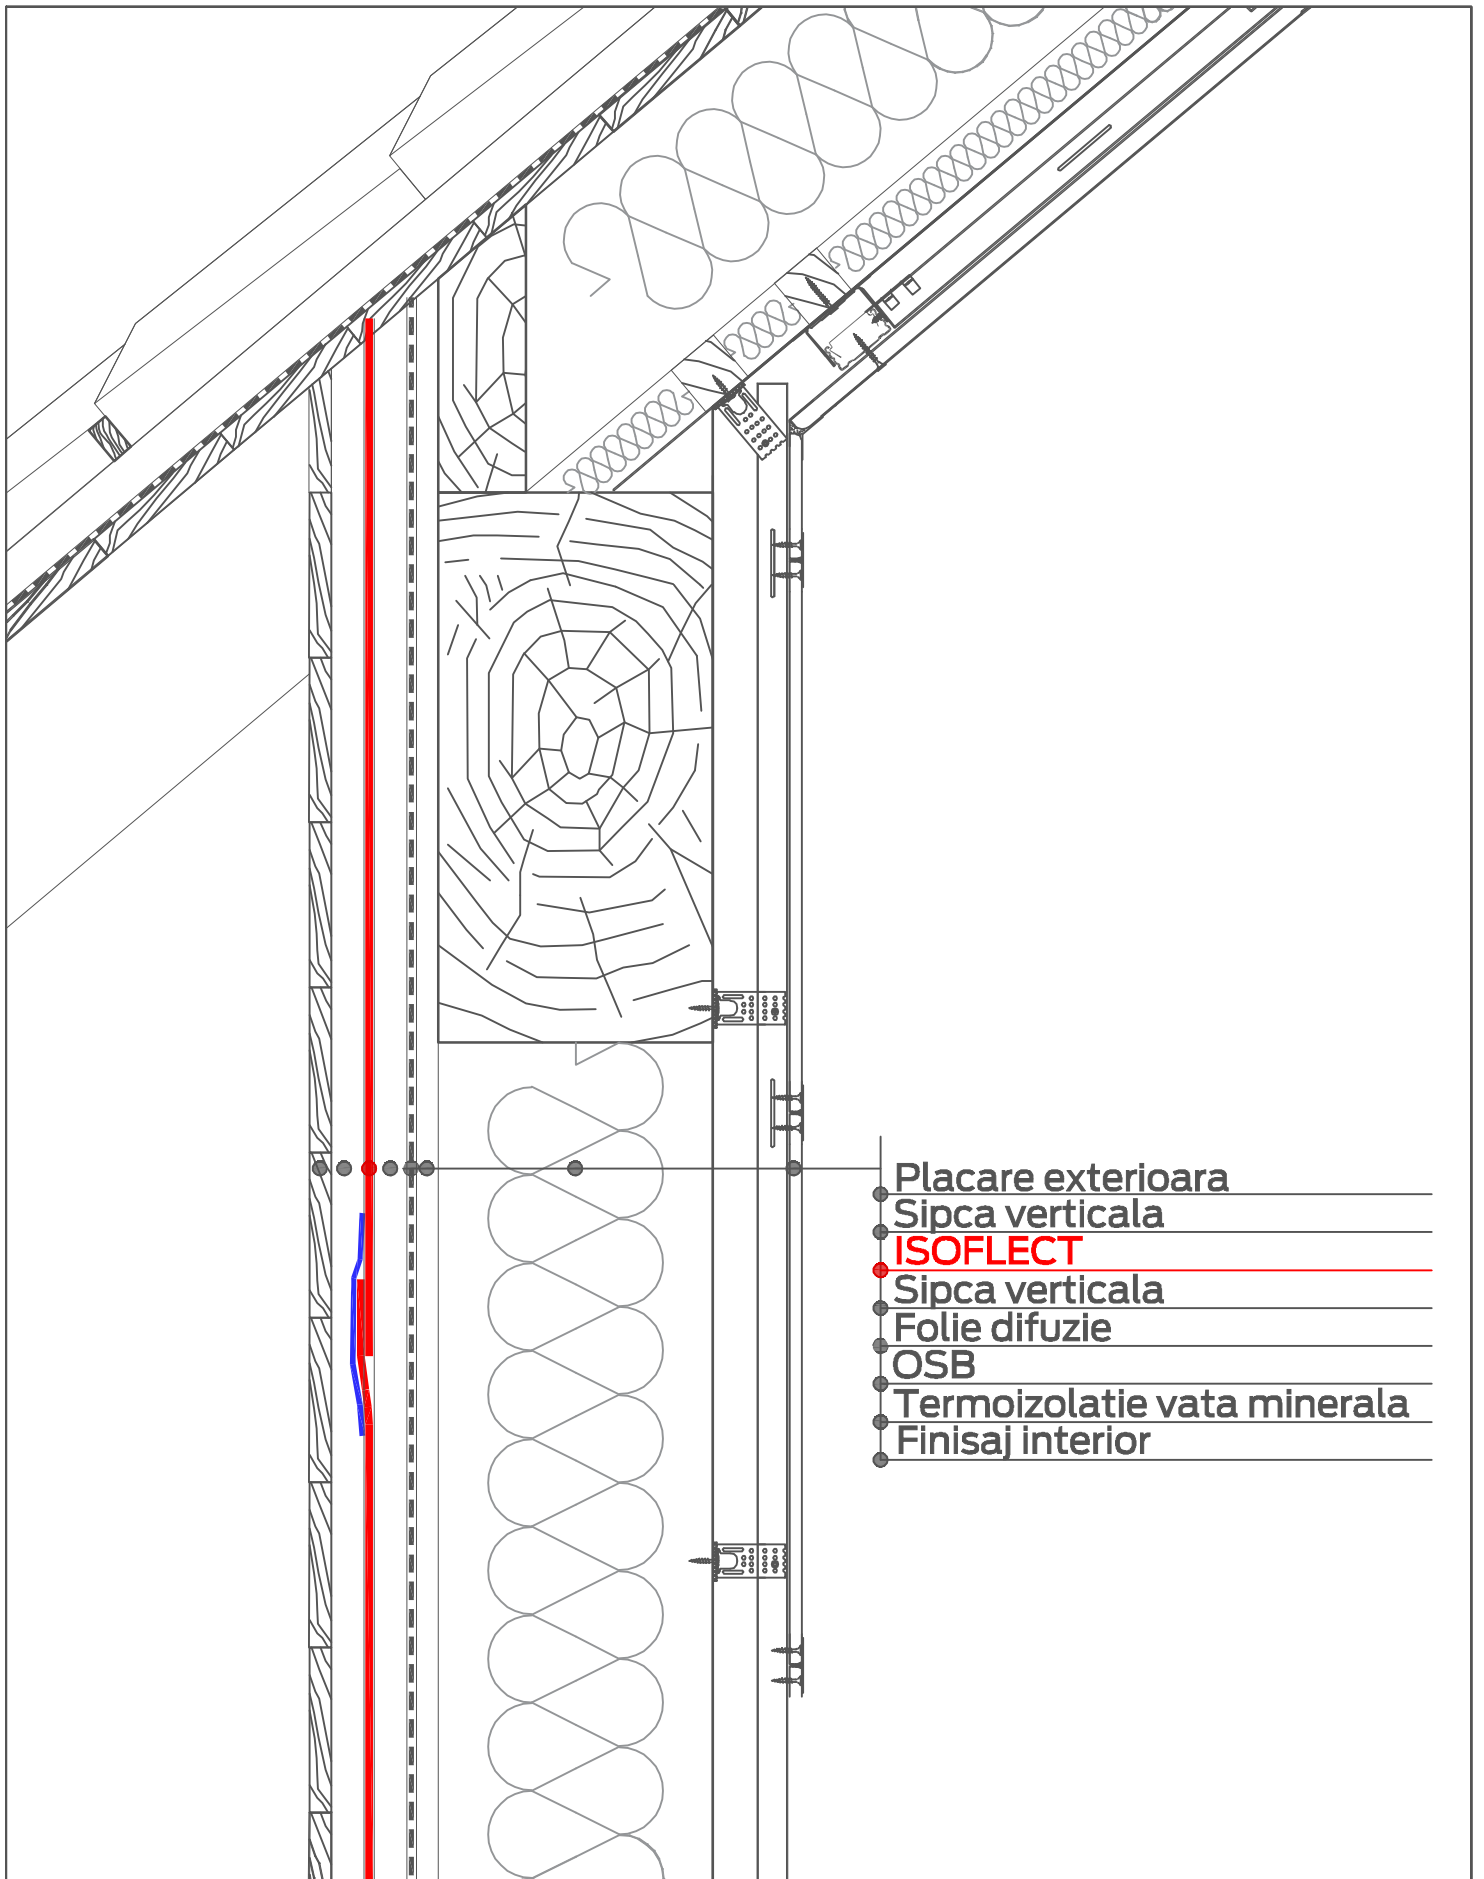 Placare exterioara
Sipca verticala
ISOFLECT
Sipca verticala
Folie difuzie
OSB
Termoizolatie vata minerala
Finisaj interior